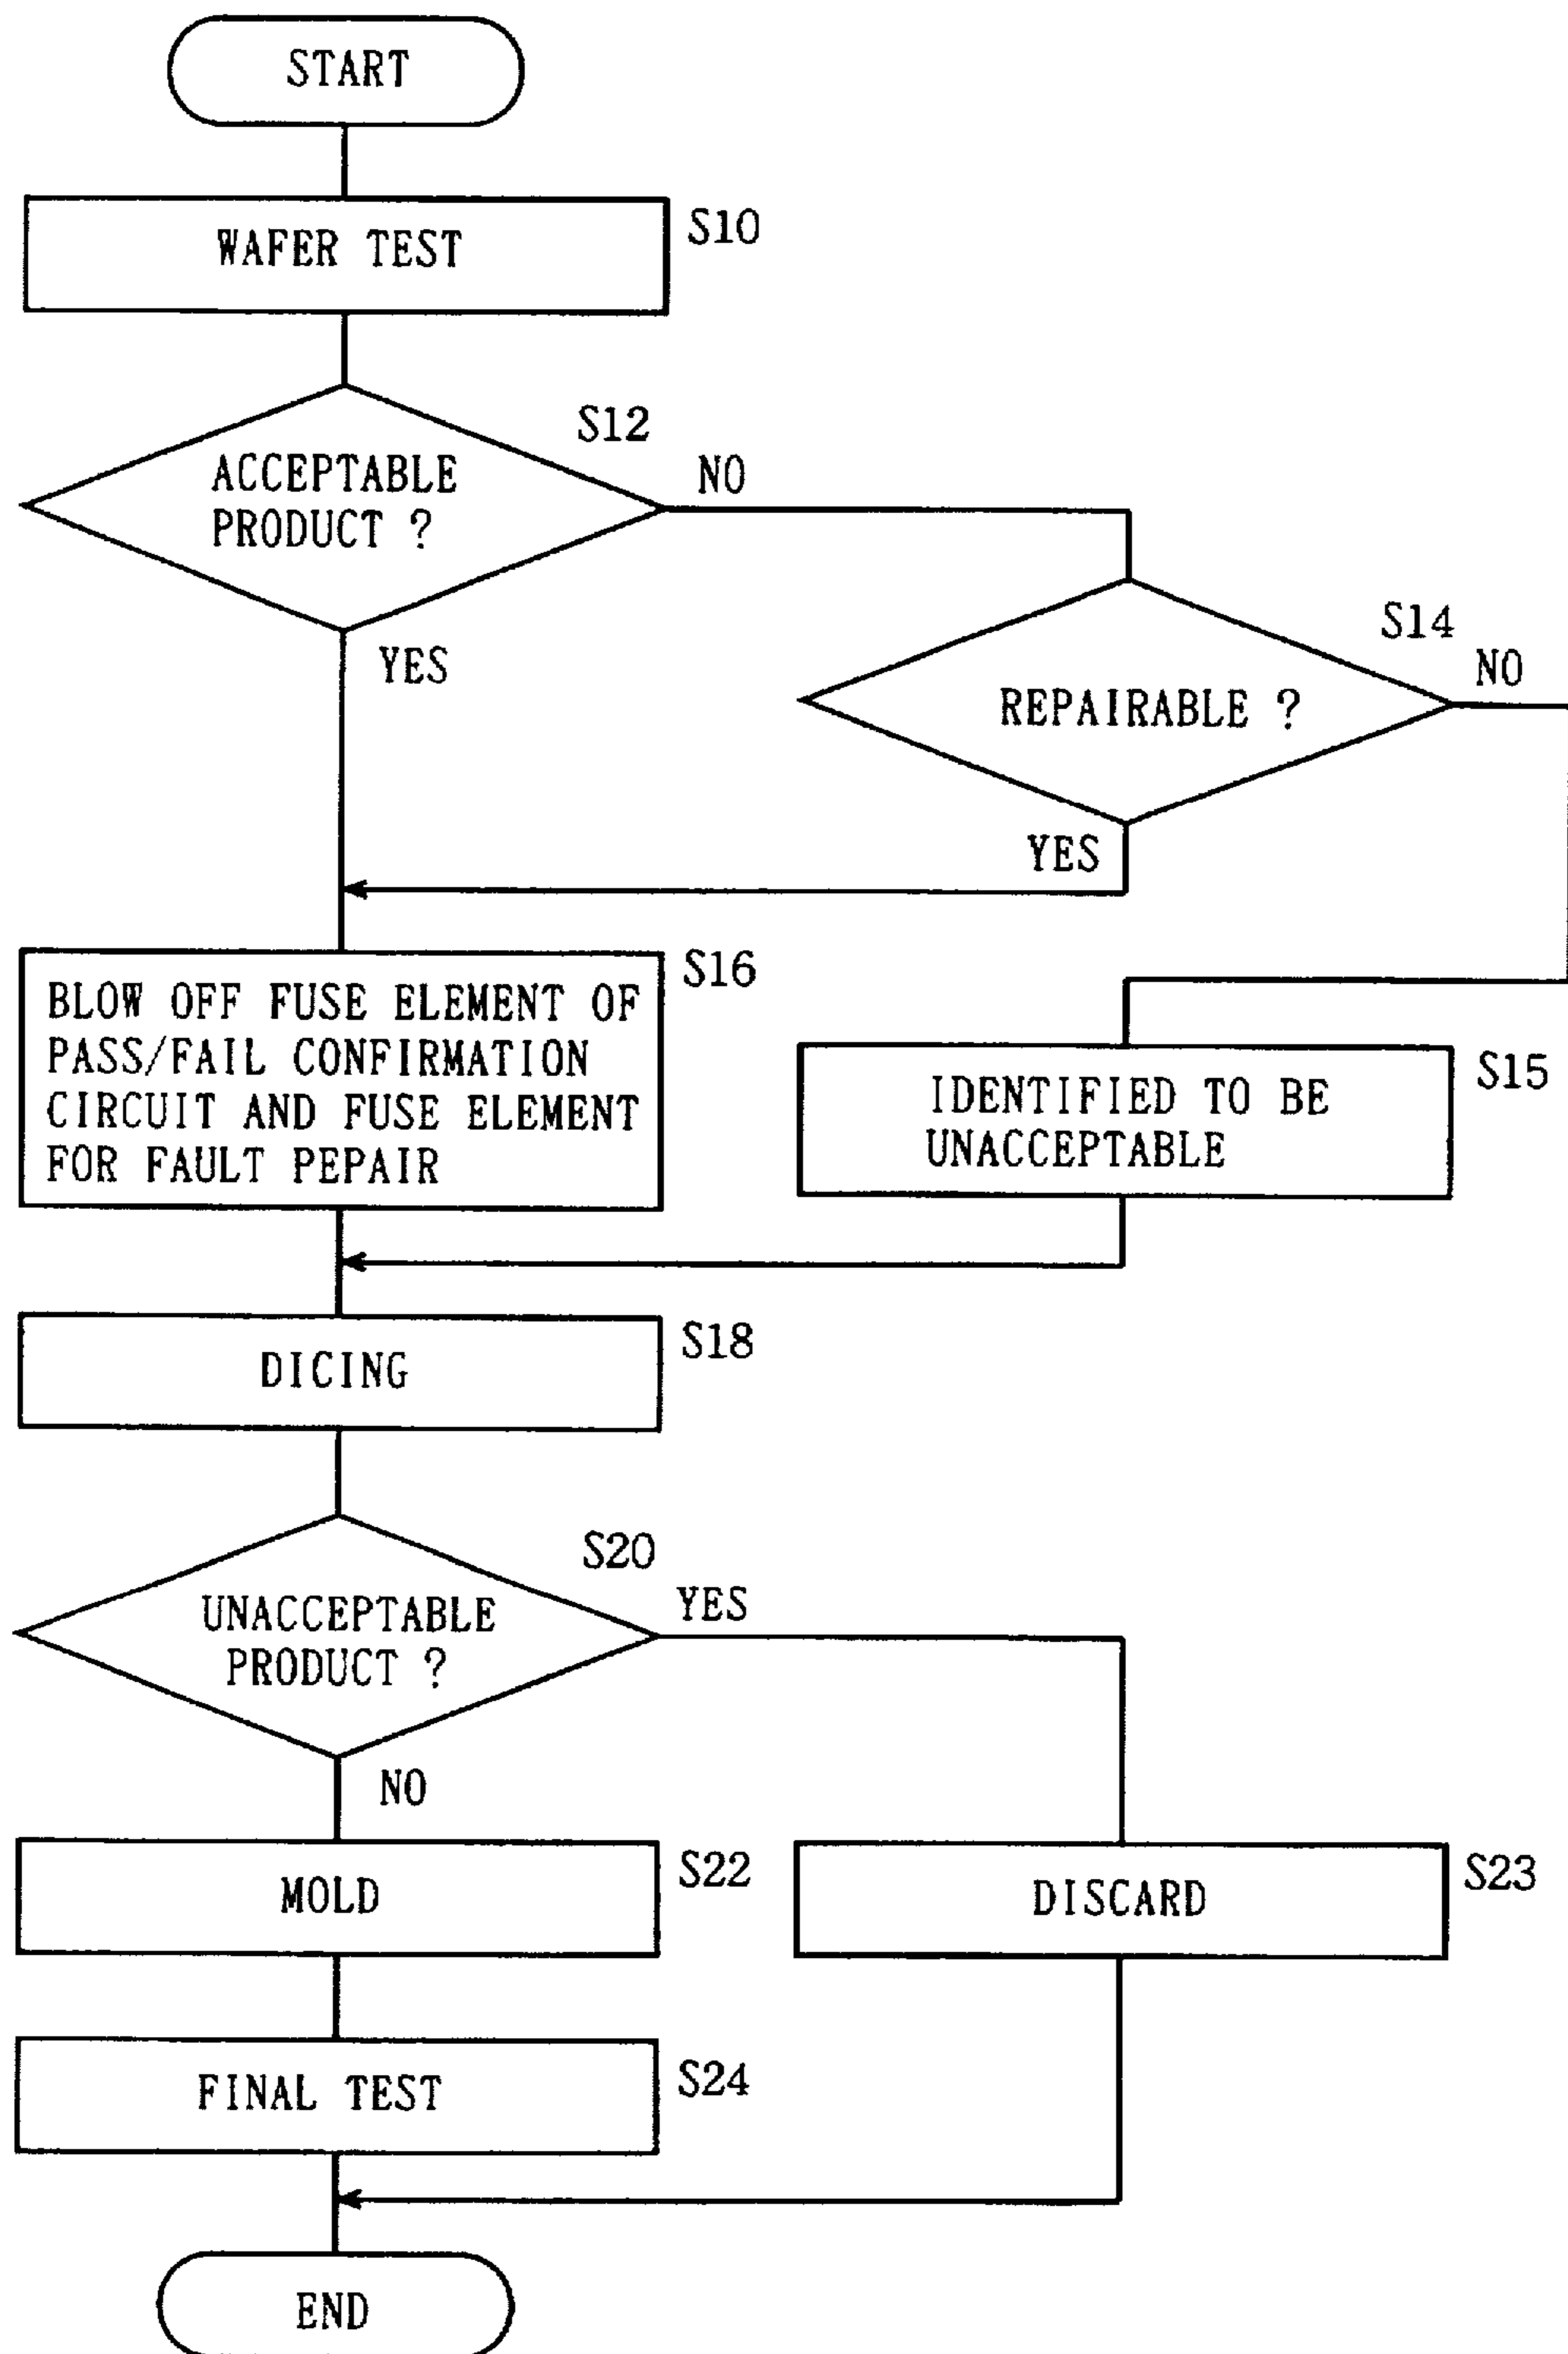 START
WAFER TEST
S10
S12
ACCEPTABLE
PRODUCT ?
NO
YES
S14
REPAIRABLE ?
NO
YES
S16
BLOW OFF FUSE ELEMENT OF
PASS/FAIL CONFIRMATION
CIRCUIT AND FUSE ELEMENT
FOR FAULT PEPAIR
S15
IDENTIFIED TO BE
UNACCEPTABLE
DICING
S18
S20
UNACCEPTABLE
PRODUCT ?
YES
NO
MOLD
S22
DISCARD
S23
FINAL TEST
S24
END